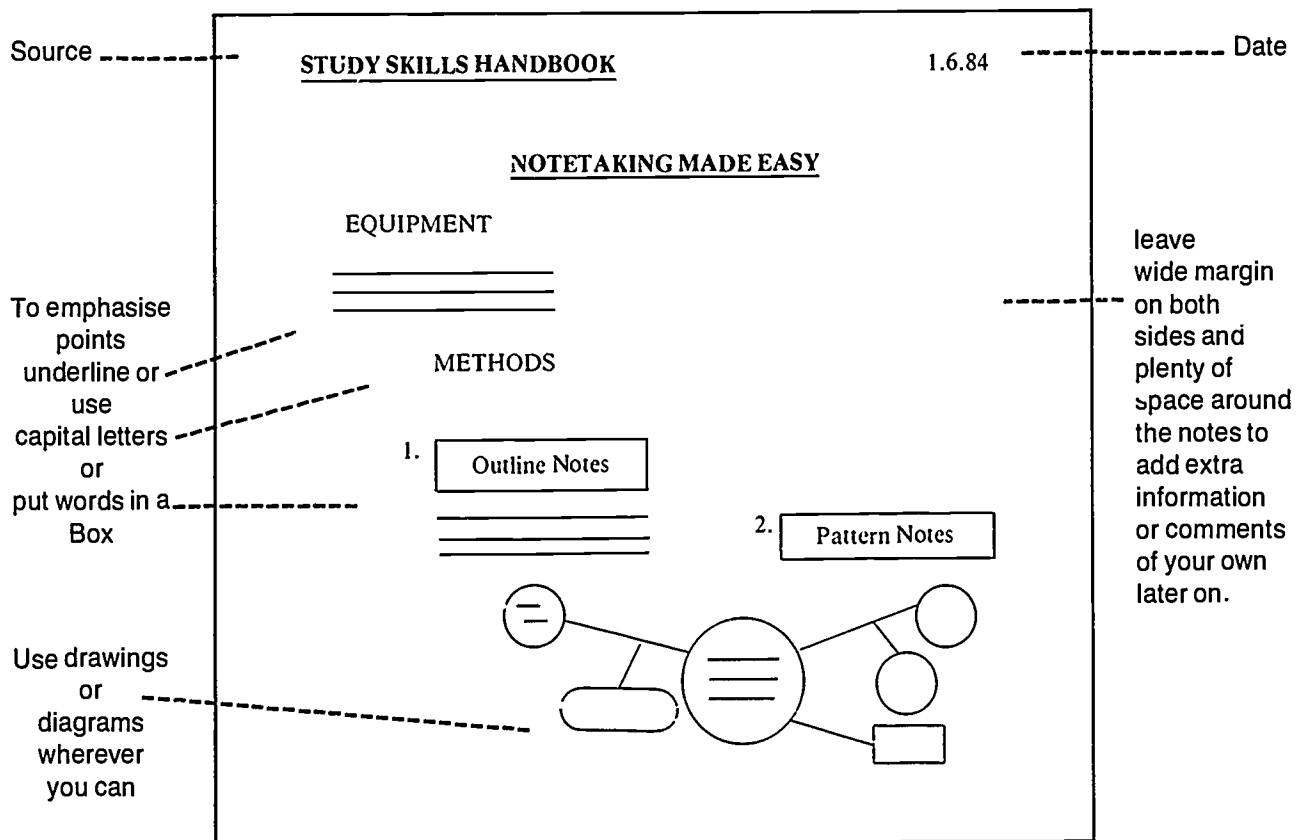 Source
STUDY SKILLS HANDBOOK
1.6.84
Date
NOTETAKING MADE EASY
EQUIPMENT
To emphasise
points
underline or
use
capital letters
or
put words in a
Box
METHODS
1.
Outline Notes
2.
Pattern Notes
leave
wide margin
on both
sides and
plenty of
space around
the notes to
add extra
information
or comments
of your own
later on.
Use drawings
or
diagrams
wherever
you can